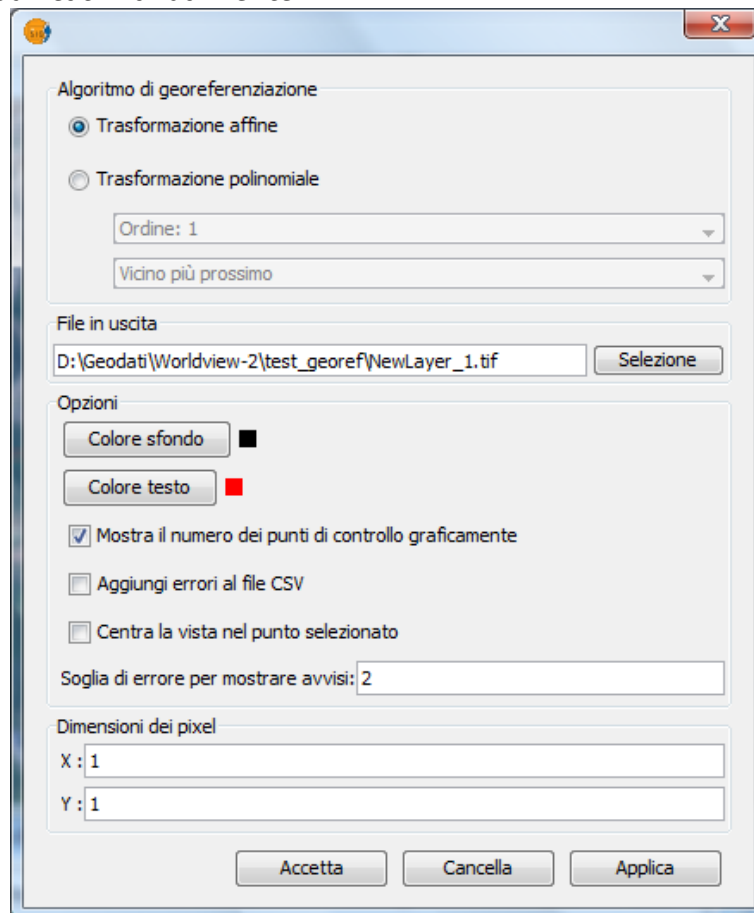 Algoritmo di georeferenziazione
Trasformazione affine
Trasformazione polinomiale
Ordine: 1
Vicino più prossimo
File in uscita
D:\Geodati\Worldview-2\test_georef\NewLayer_1.tif
Selezione
Opzioni
Colore sfondo
Colore testo
Mostra il numero dei punti di controllo graficamente
Aggiungi errori al file CSV
Centra la vista nel punto selezionato
Soglia di errore per mostrare avvisi: 2
Dimensioni dei pixel
X : 1
Y : 1
Accetta
Cancella
Applica